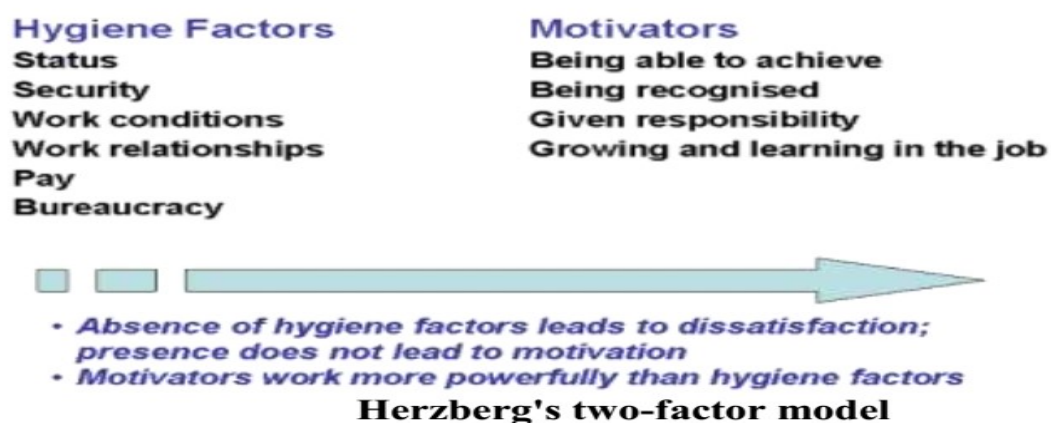 Hygiene Factors
Status
Security
Work conditions
Work relationships
Pay
Bureaucracy
Motivators
Being able to achieve
Being recognised
Given responsibility
Growing and learning in the job
• Absence of hygiene factors leads to dissatisfaction;
presence does not lead to motivation
• Motivators work more powerfully than hygiene factors
Herzberg's two-factor model